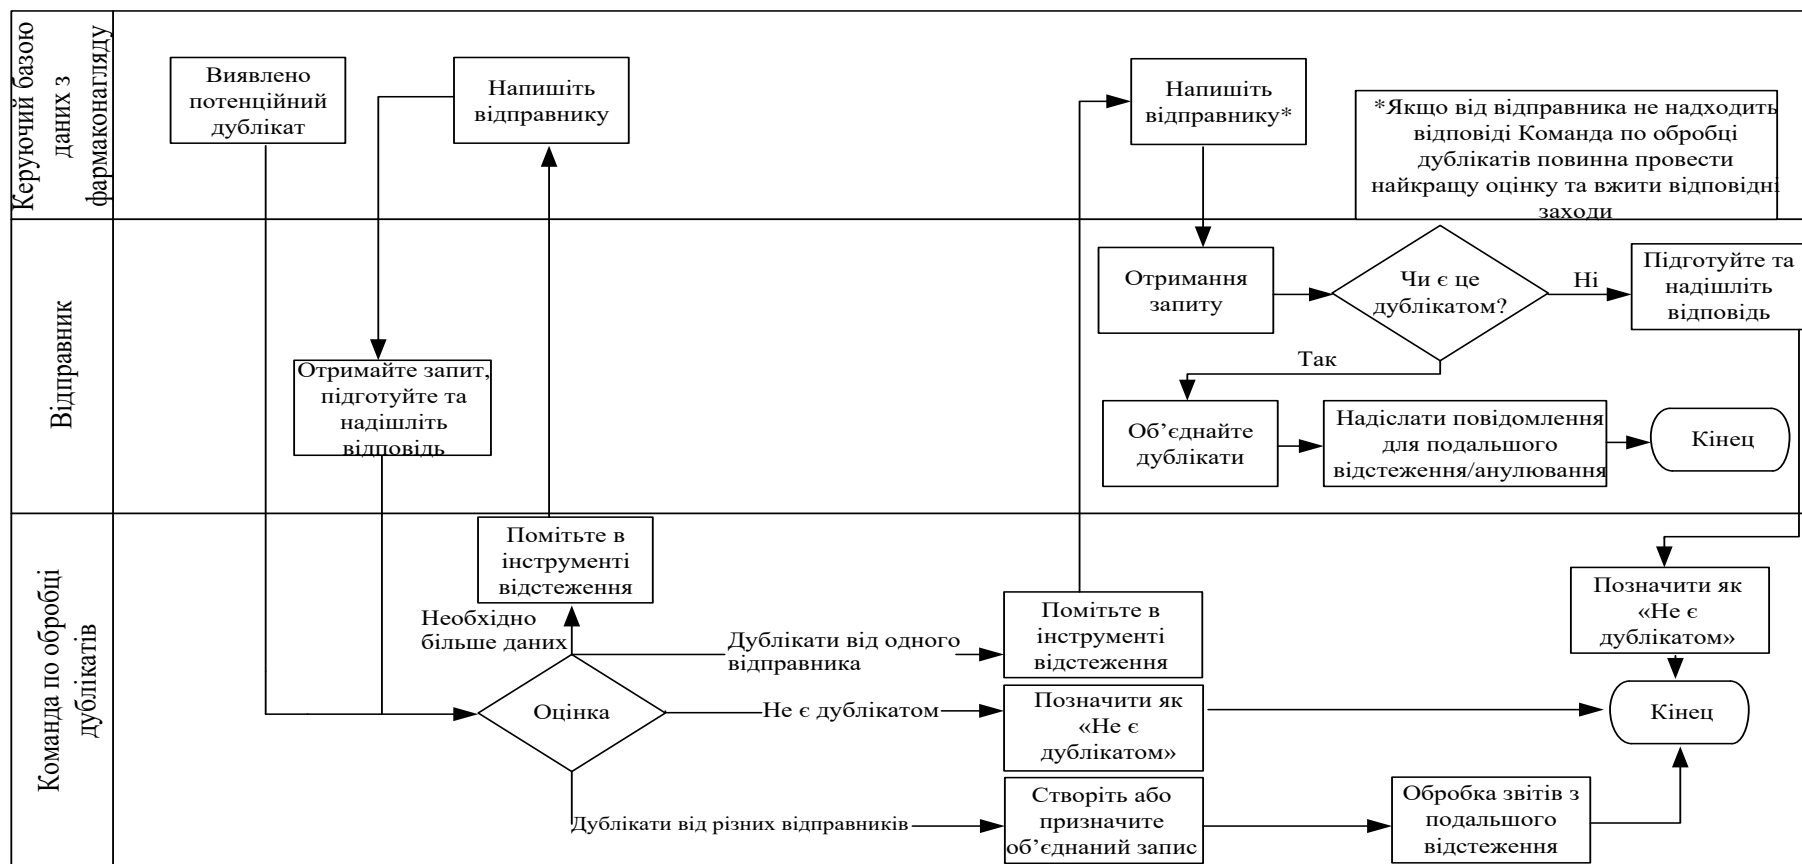 Керуючий базою
даних з
фармаконагляду
Виявлено
потенційний
дублікат
Напишіть
відправнику
Напишіть
відправнику*
*Якщо від відправника не надходить
відповіді Команда по обробці
дублікатів повинна провести
найкращу оцінку та вжити відповідні
заходи
Відправник
Отримайте запит,
підготуйте та
надішліть
відповідь
Отримання
запиту
Чи є це
дублікатом?
Ні
Підготуйте та
надішліть
відповідь
Так
Об’єднайте
дублікати
Надіслати повідомлення
для подальшого
відстеження/анулювання
Кінец
Команда по обробці
дублікатів
Помітьте в
інструменті
відстеження
Необхідно
більше даних
Оцінка
Дублікати від одного
відправника
Помітьте в
інструменті
відстеження
Не є дублікатом
Позначити як
«Не є
дублікатом»
Позначити як
«Не є
дублікатом»
Кінец
Дублікати від різних відправників
Створіть або
призначите
об’єднаний запис
Обробка звітів з
подальшого
відстеження